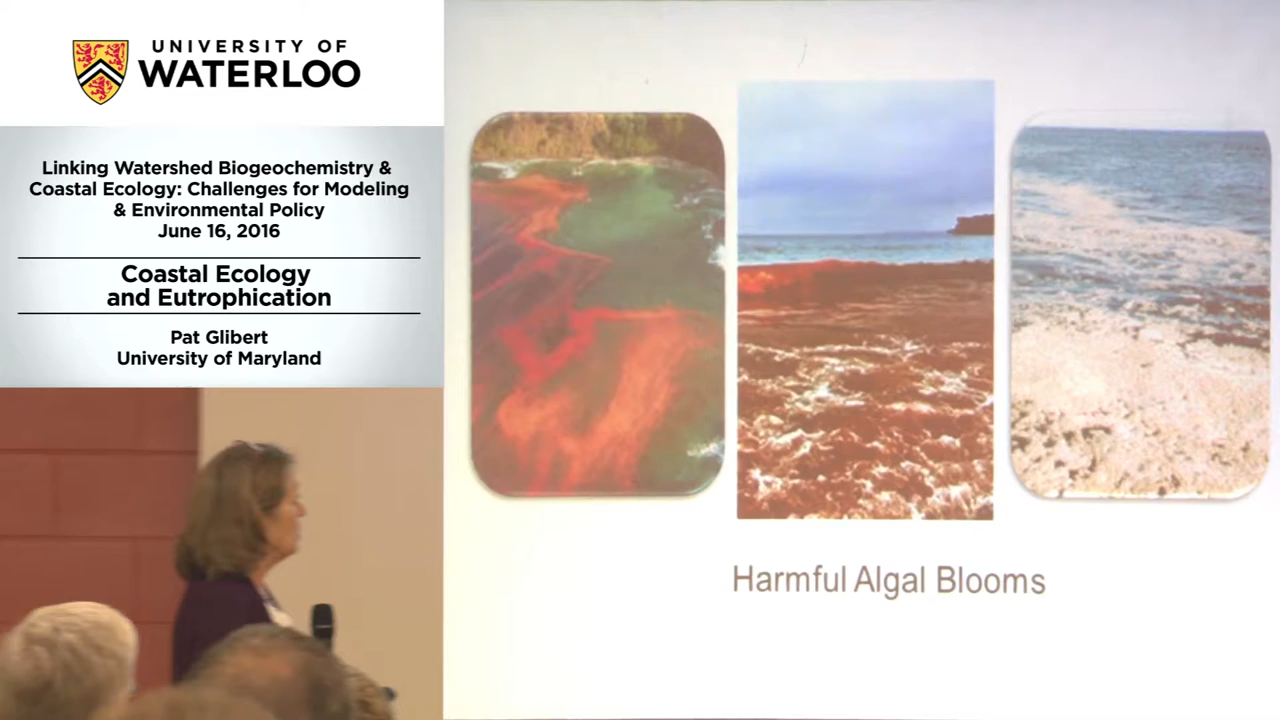 UNIVERSITY OF
WATERLOO
Linking Watershed Biogeochemistry &
Coastal Ecology: Challenges for Modeling
& Environmental Policy
June 16, 2016
Coastal Ecology
and Eutrophication
Pat Glibert
University of Maryland
Harmful Algal Blooms